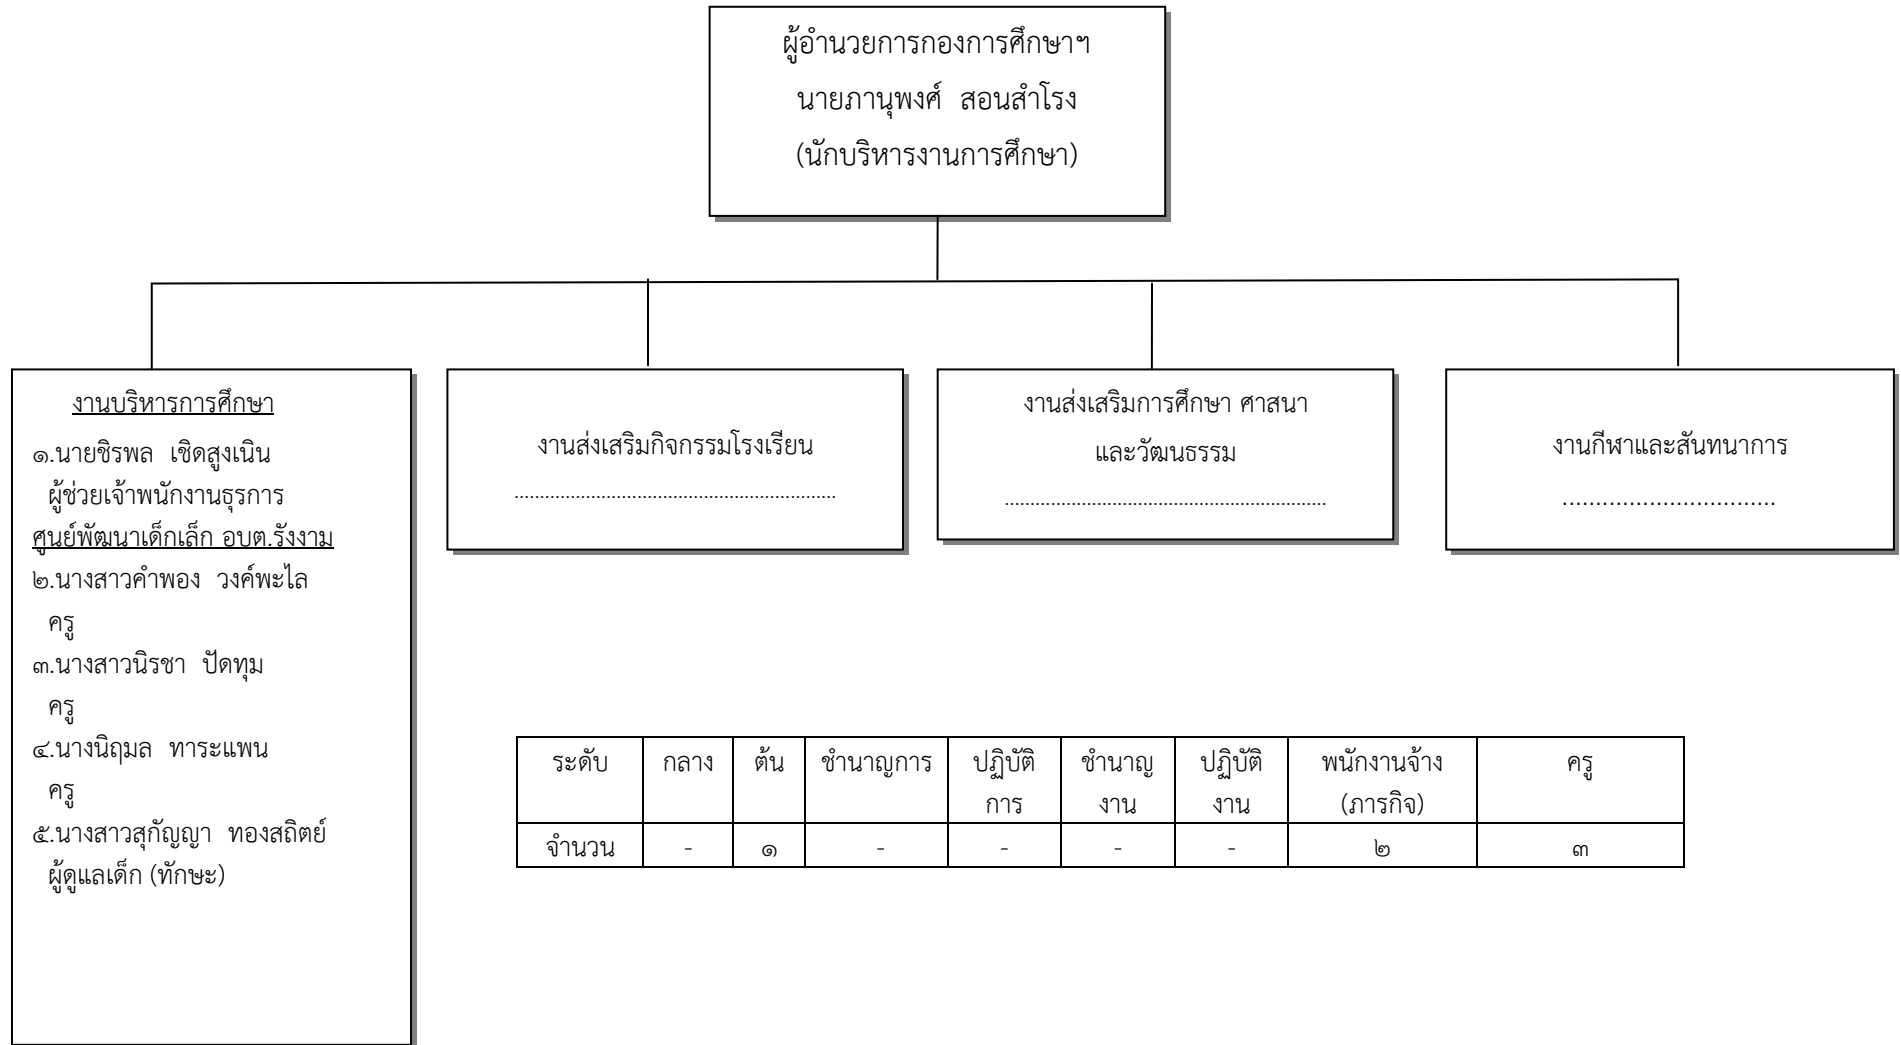 ผู้อำนวยการกองการศึกษาฯ
นายภานุพงศ์ สอนสำโรง
(นักบริหารงานการศึกษา)
งานบริหารการศึกษา
๑.นายชิรพล เชิดสูงเนิน
ผู้ช่วยเจ้าพนักงานธุรการ
ศูนย์พัฒนาเด็กเล็ก อบต.รังงาม
๒.นางสาวคำพอง วงค์พะไล
ครู
๓.นางสาวนิรชา ปัดทุม
ครู
๔.นางนิฤมล ทาระแพน
ครู
๕.นางสาวสุกัญญา ทองสถิตย์
ผู้ดูแลเด็ก (ทักษะ)
งานส่งเสริมกิจกรรมโรงเรียน
................................................................
งานส่งเสริมการศึกษา ศาสนา
และวัฒนธรรม
................................................................
งานกีฬาและสันทนาการ
................................
ระดับ กลาง ต้น ชำนาญการ ปฏิบัติ ชำนาญ ปฏิบัติ พนักงานจ้าง ครู
การ งาน งาน (ภารกิจ)
จำนวน - ๑ - - - - ๒ ๓